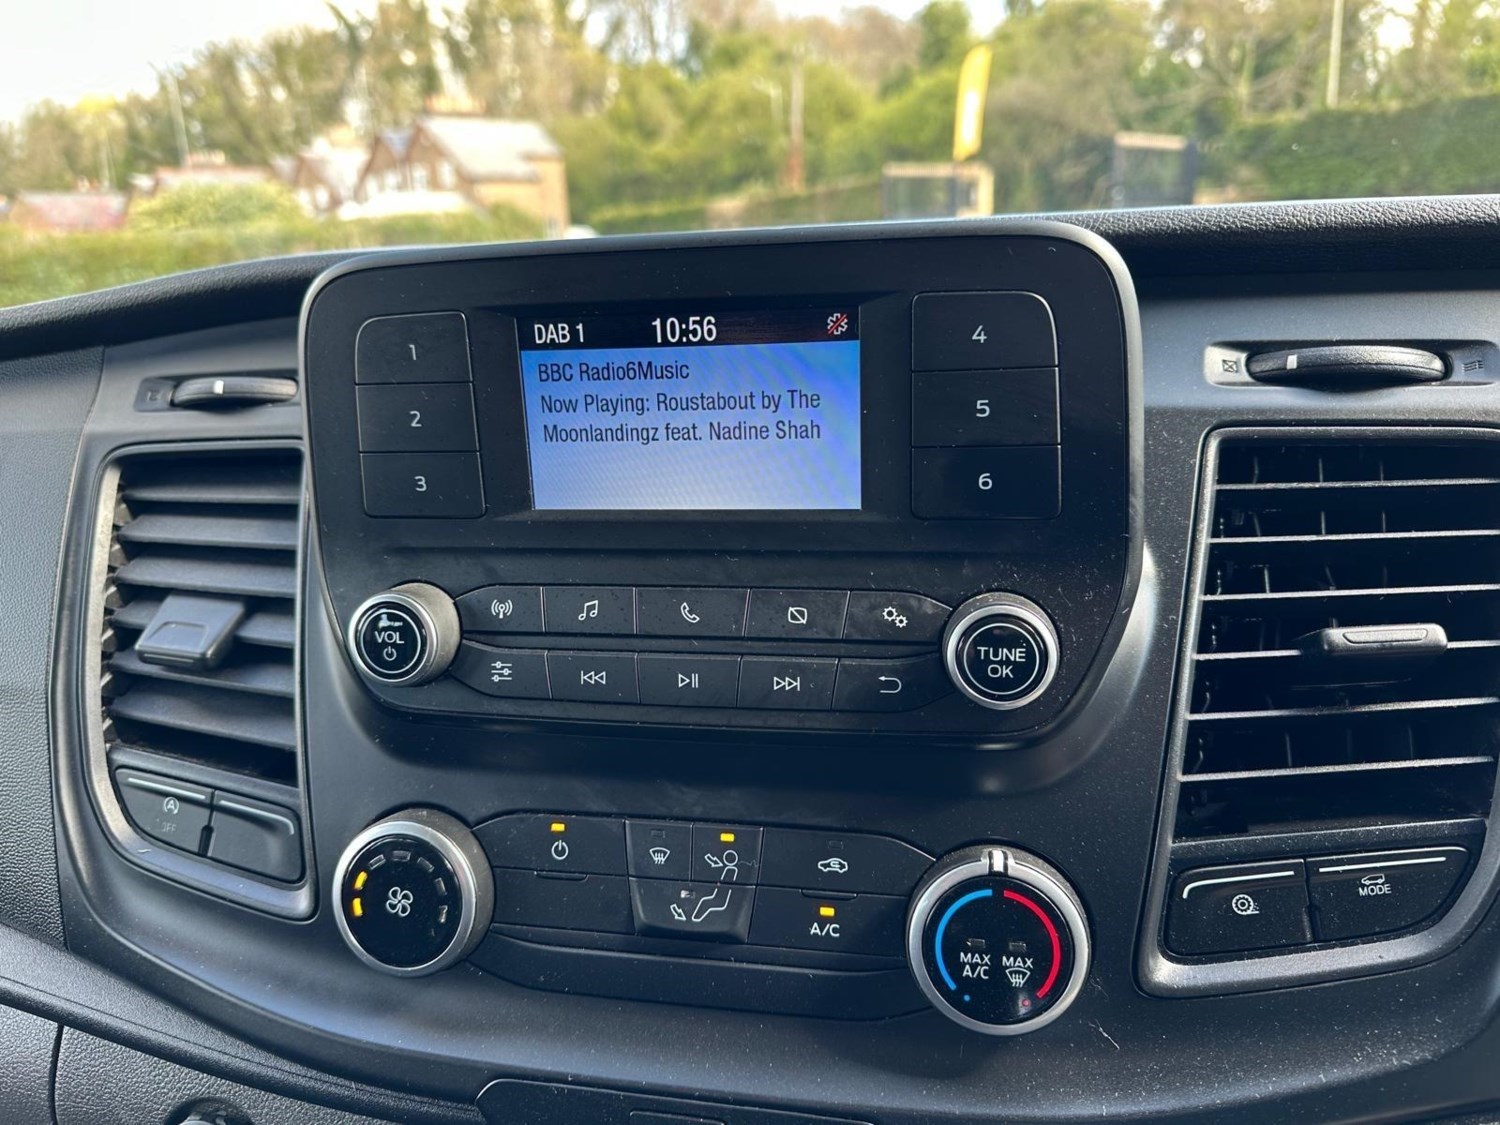 DAB 1 10:56
BBC Radio6Music
Now Playing: Roustabout by The
Moonlandingz feat. Nadine Shah
1
2
3
4
5
6
VOL
TUNE
OK
A
OFF
A/C
MAX
A/C
MAX
MODE